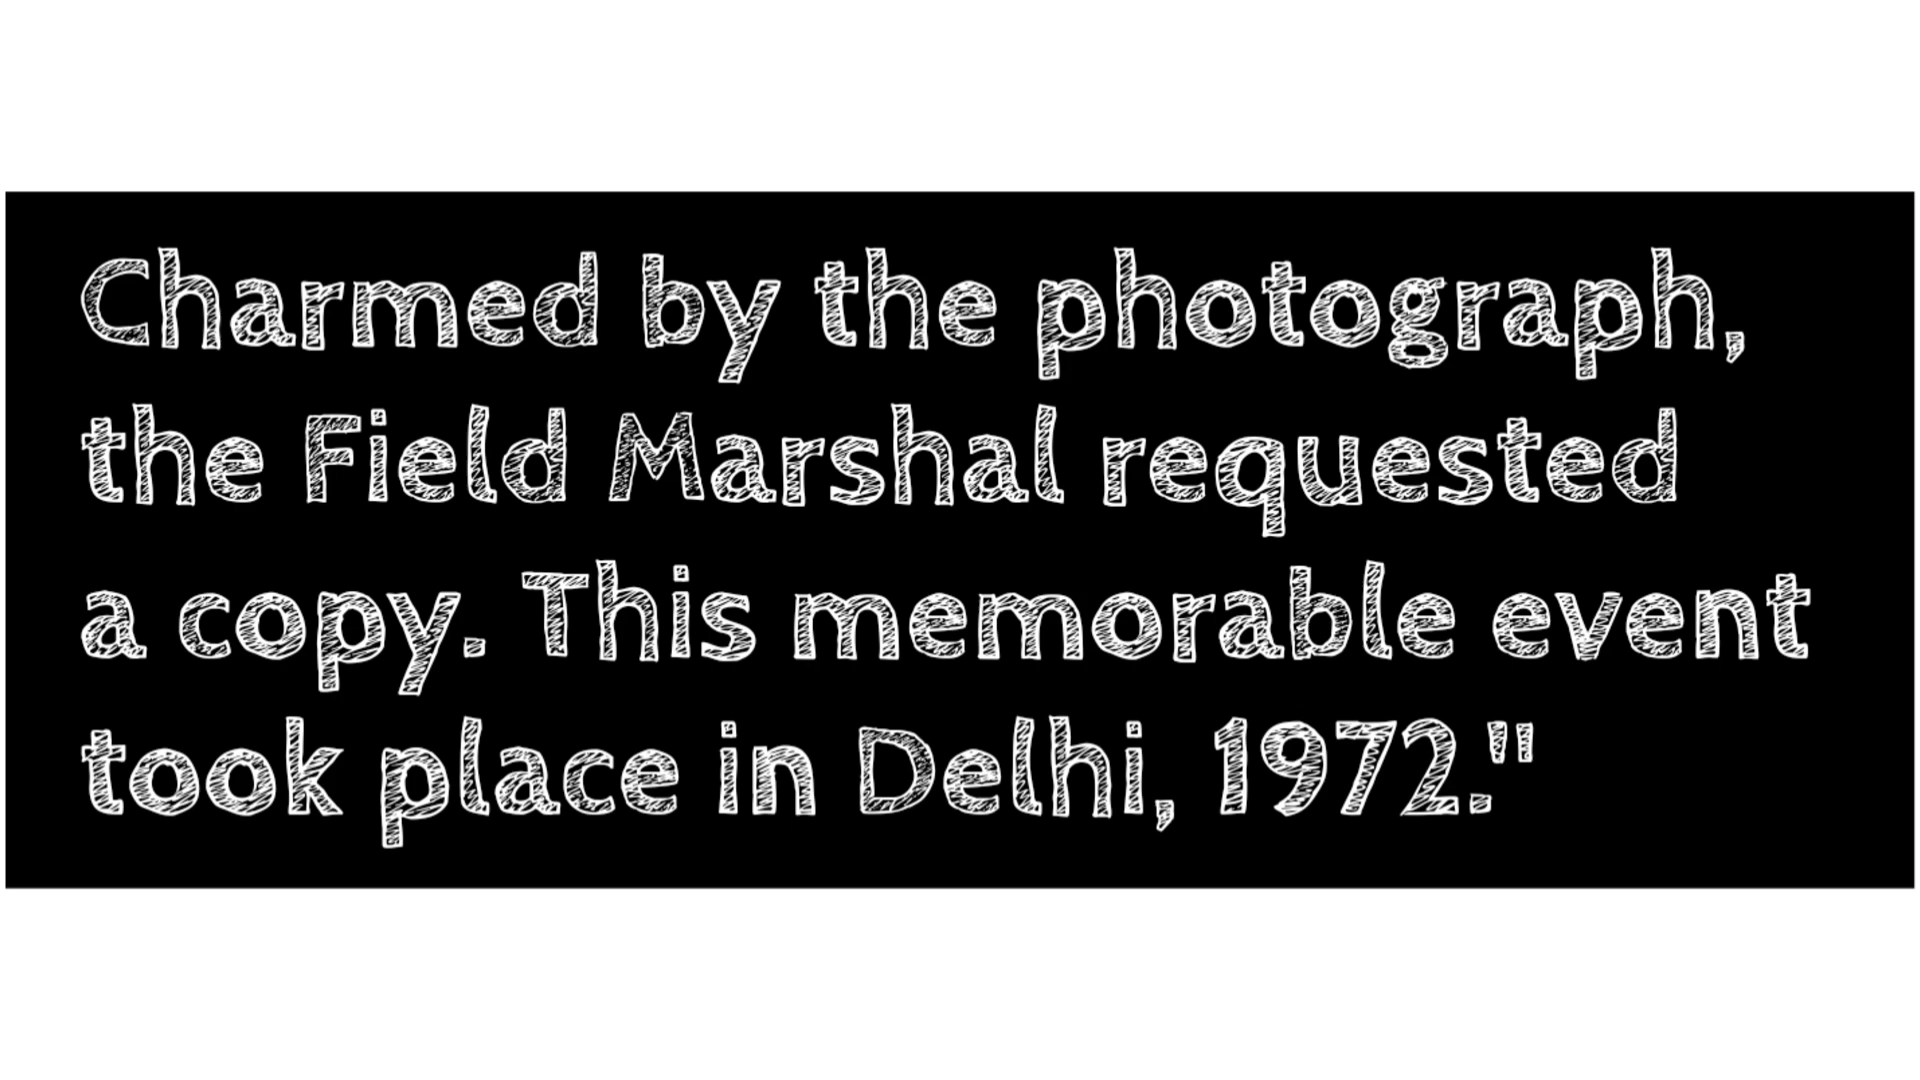 Charmed by the photograph,
the Field Marshal requested
a copy. This memorable event
took place in Delhi, 1972."